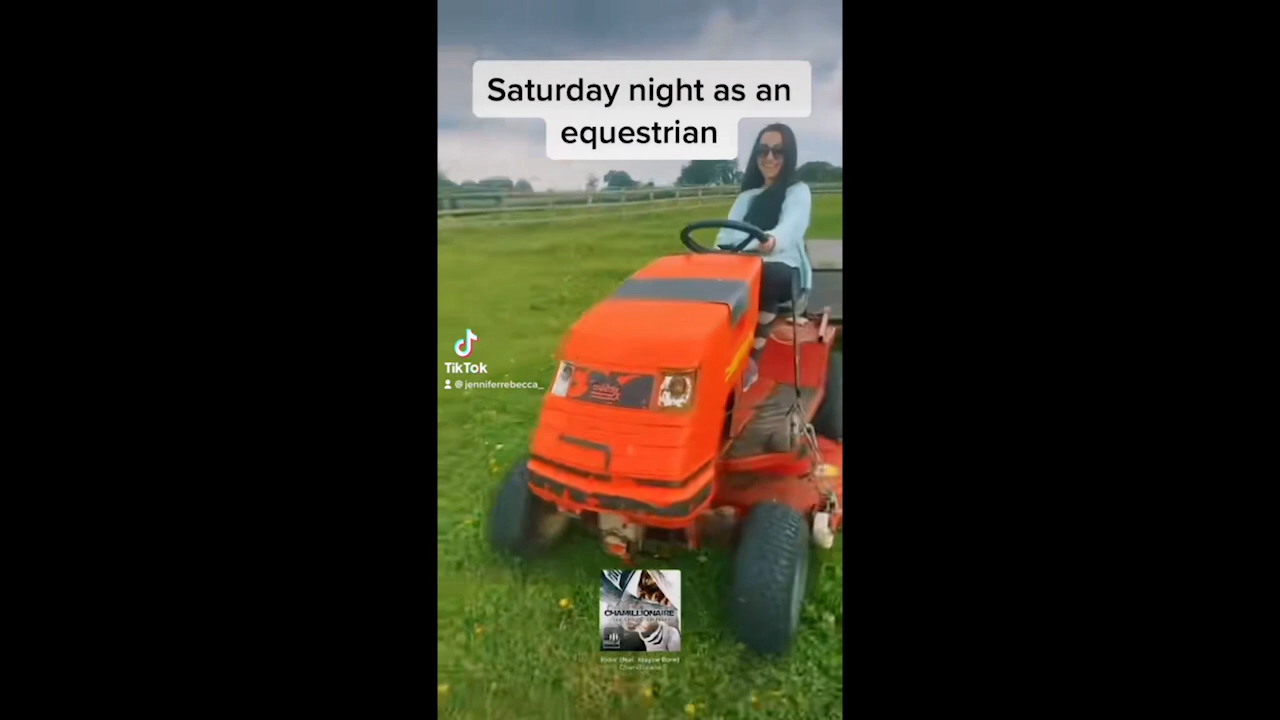 Saturday night as an
equestrian
TikTok
@jenniferrebecca_
CHAMILLIONAIRE